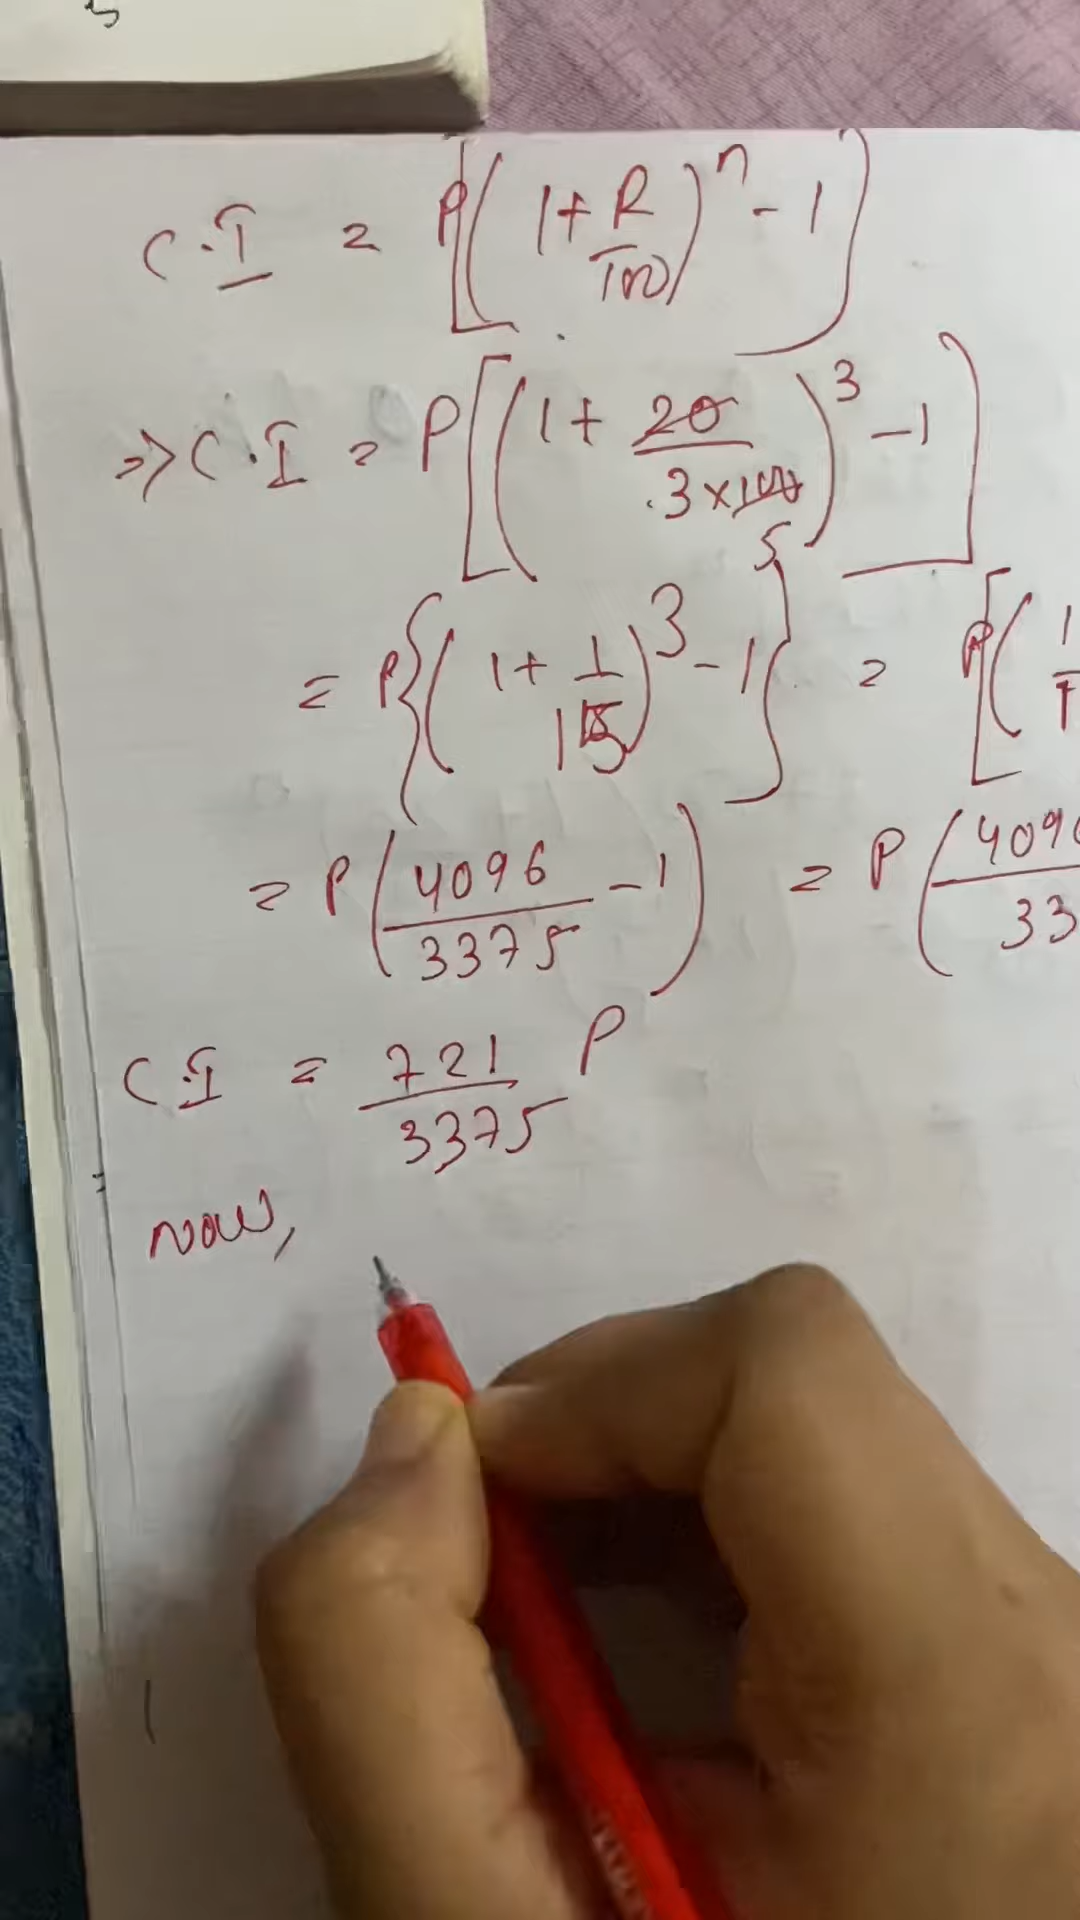 C.I = P[(1+R/100)^n - 1]
=> C.I = P[(1 + 20/3×100)^3 - 1]
5
= P{(1 + 1/15)^3 - 1} = P[(
= P(4096/3375 - 1) = P(4096/33
C.I = 721/3375 P
Now,